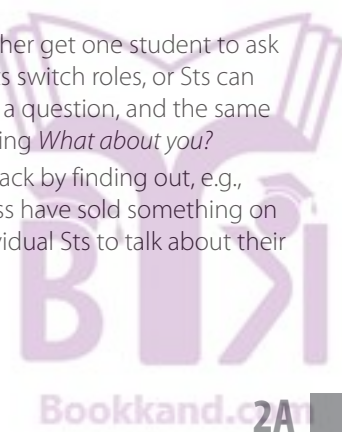 her get one student to ask
s switch roles, or Sts can
a question, and the same
ing What about you?
ack by finding out, e.g.,
ss have sold something on
vidual Sts to talk about their
Bookkand.com
2A